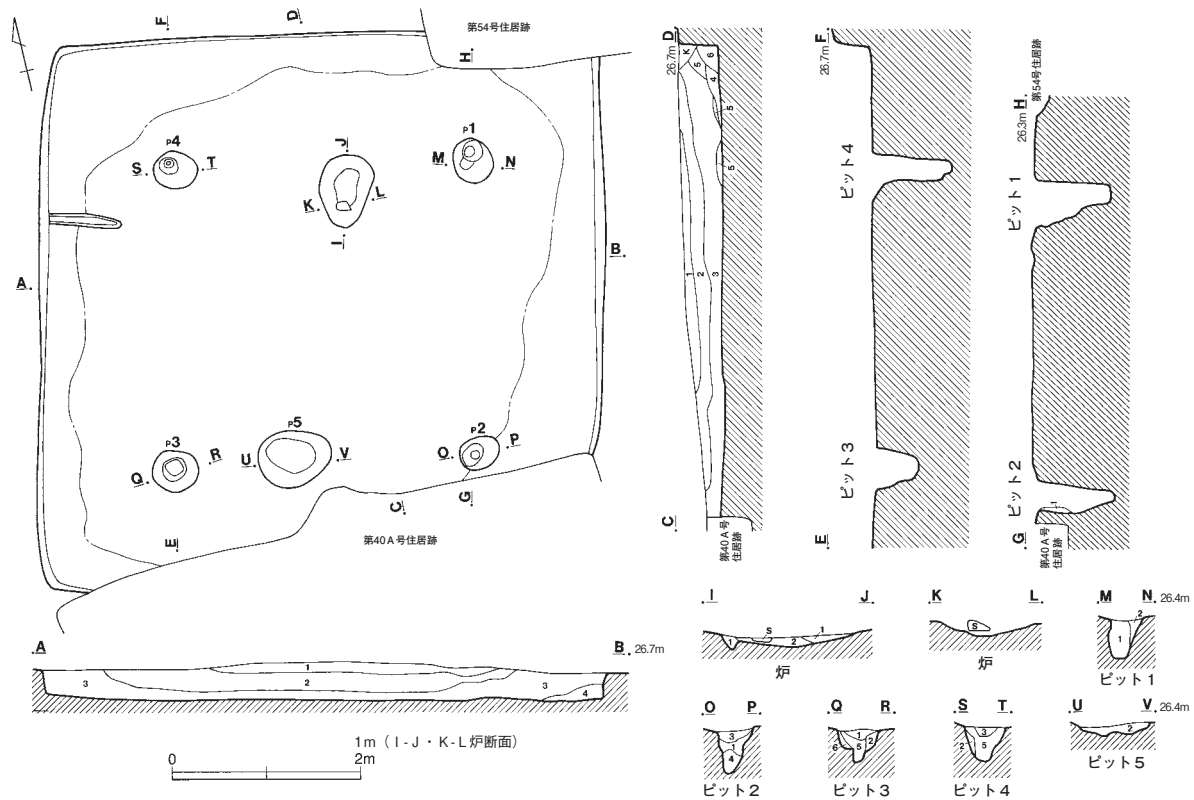 F
D
第54号住居跡
H
P4
S T
J
P1
M N
K L
I
A
B
P5
P3
U V
R
Q
P2
O P
C
G
E
第40A号住居跡
A B 26.7m
1
3 2 3
4
1m（I-J・K-L炉断面）
0 2m
D
26.7m
K 6
5
4
5
5
1 2 3
C
第40A号
住居跡
F
26.7m
ピット4
ピット3
E
H 第54号住居跡
26.3m
ピット1
ピット2
1
G
第40A号
住居跡
I J
S 1
1 2
炉
K L
S
炉
M N 26.4m
2
1
ピット1
O P
3
1
4
ピット2
Q R
1
6 5 2
ピット3
S T
3
2 5
ピット4
U V 26.4m
2
ピット5